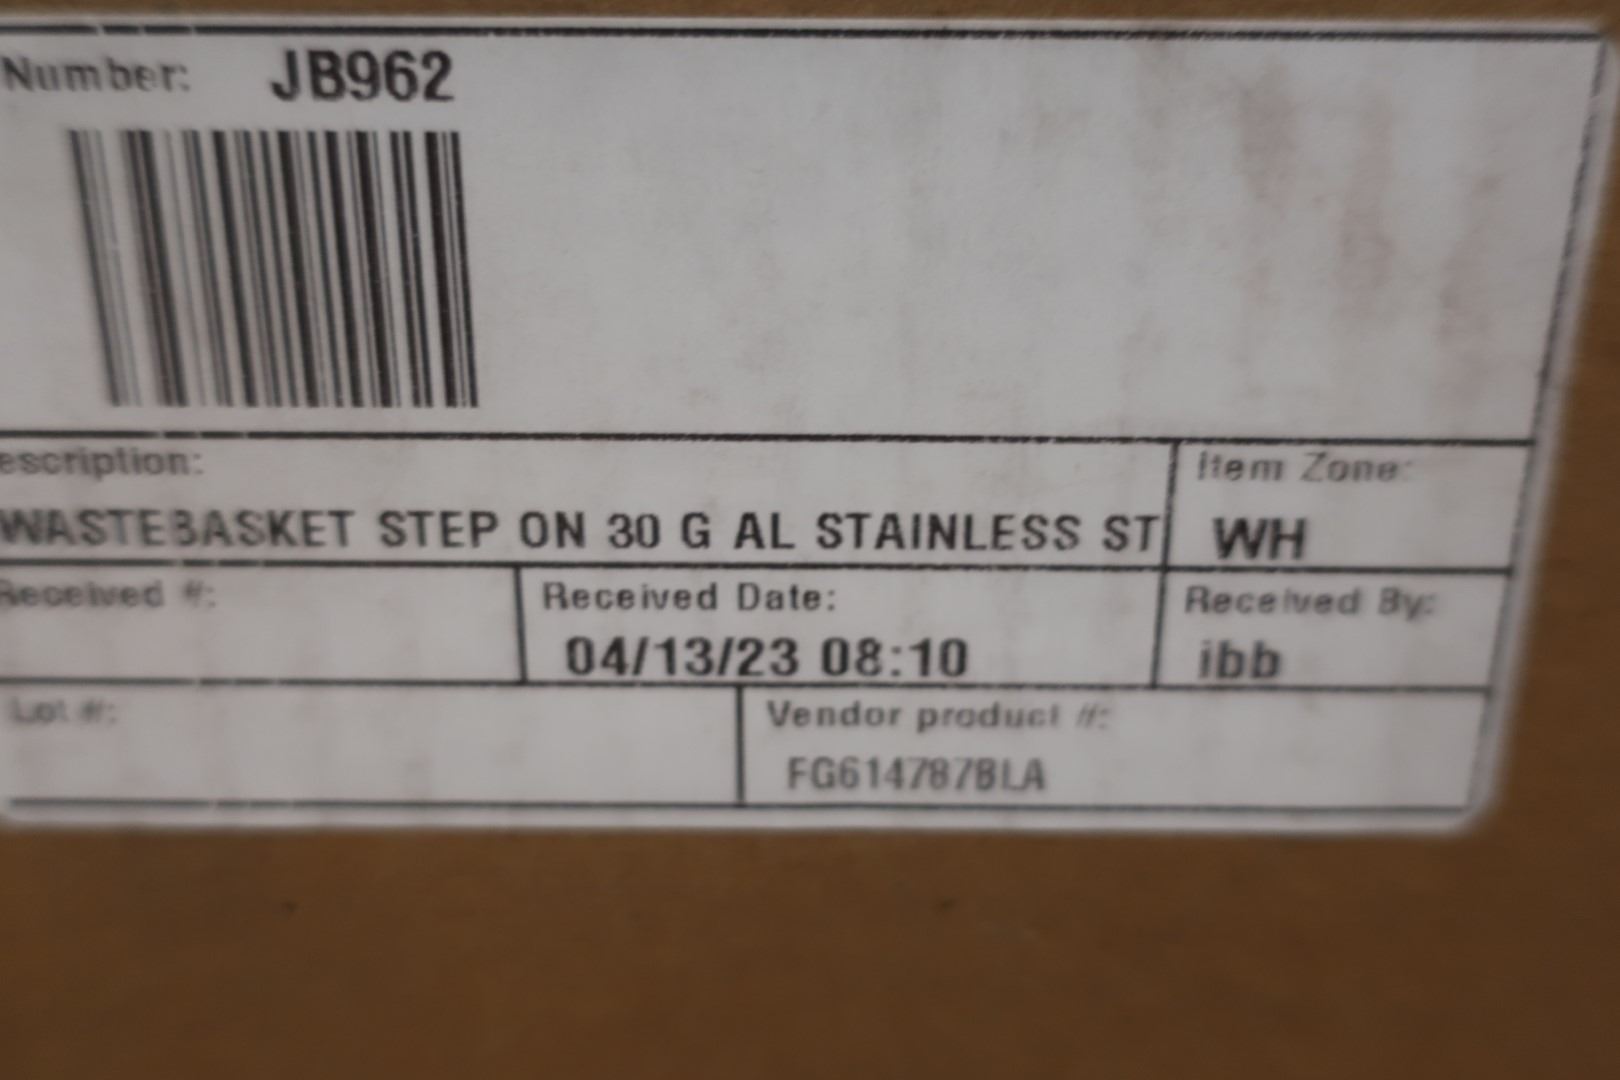 Number: JB962
escription: Item Zone:
WASTEBASKET STEP ON 30 G AL STAINLESS ST WH
Received #: Received Date: Received By:
04/13/23 08:10 ibb
Lot #: Vendor product #:
FG614787BLA